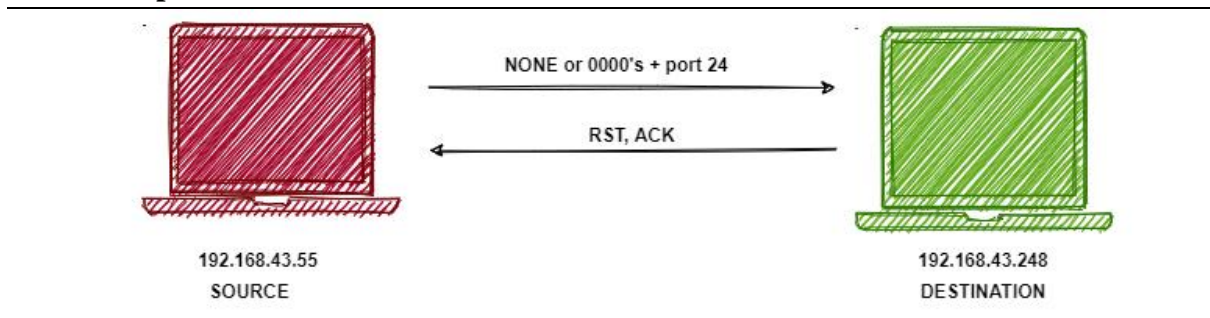 NONE or 0000's + port 24
RST, ACK
192.168.43.55
SOURCE
192.168.43.248
DESTINATION